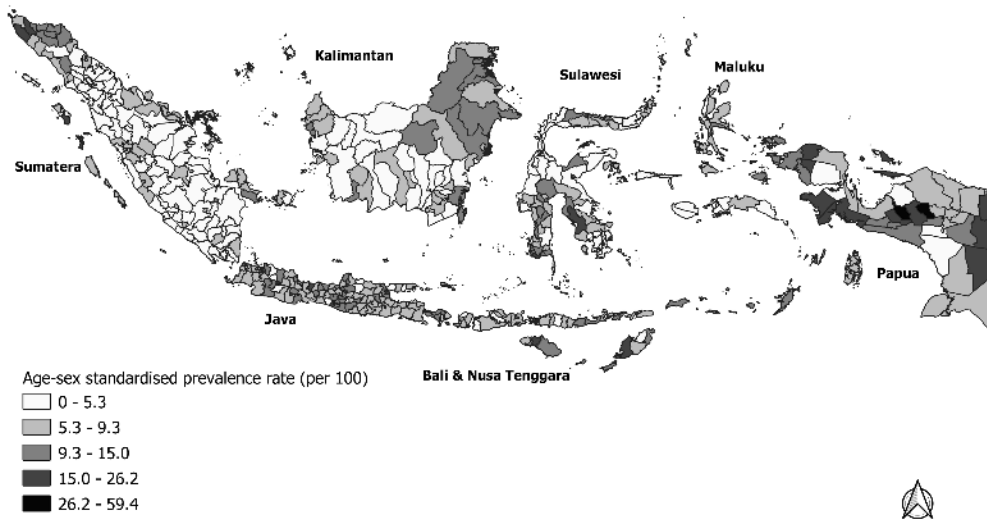 Kalimantan
Sulawesi
Maluku
Sumatera
Papua
Java
Bali & Nusa Tenggara
Age-sex standardised prevalence rate (per 100)
0 - 5.3
5.3 - 9.3
9.3 - 15.0
15.0 - 26.2
26.2 - 59.4